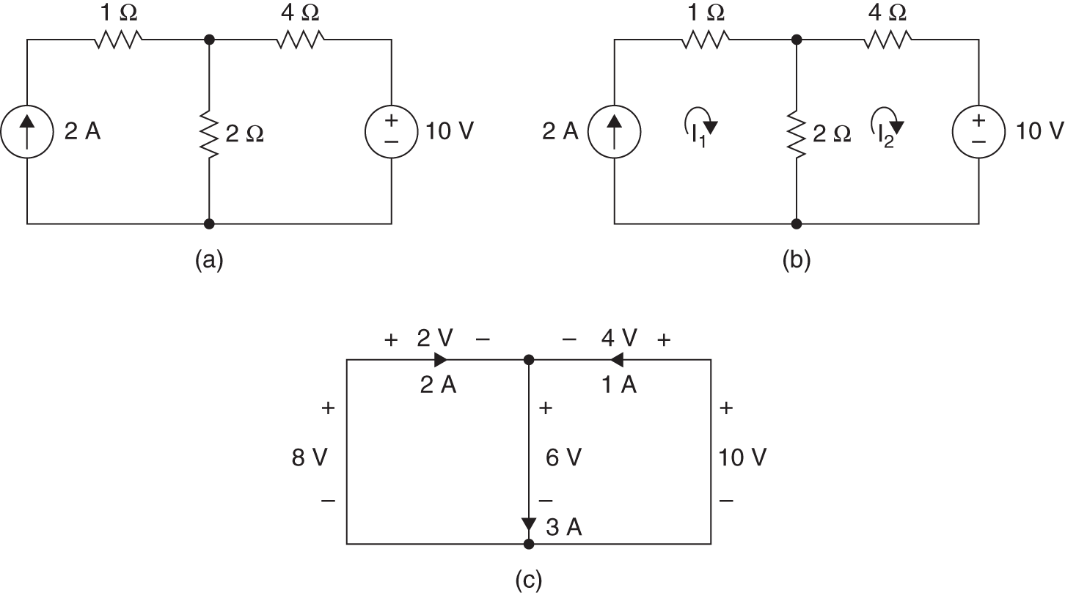 1 Ω 4 Ω
2 A 2 Ω + − 10 V
(a)
1 Ω 4 Ω
2 A I₁ 2 Ω I₂ + − 10 V
(b)
+ 2 V − − 4 V +
2 A 1 A
+ + +
8 V 6 V 10 V
− − −
3 A
(c)